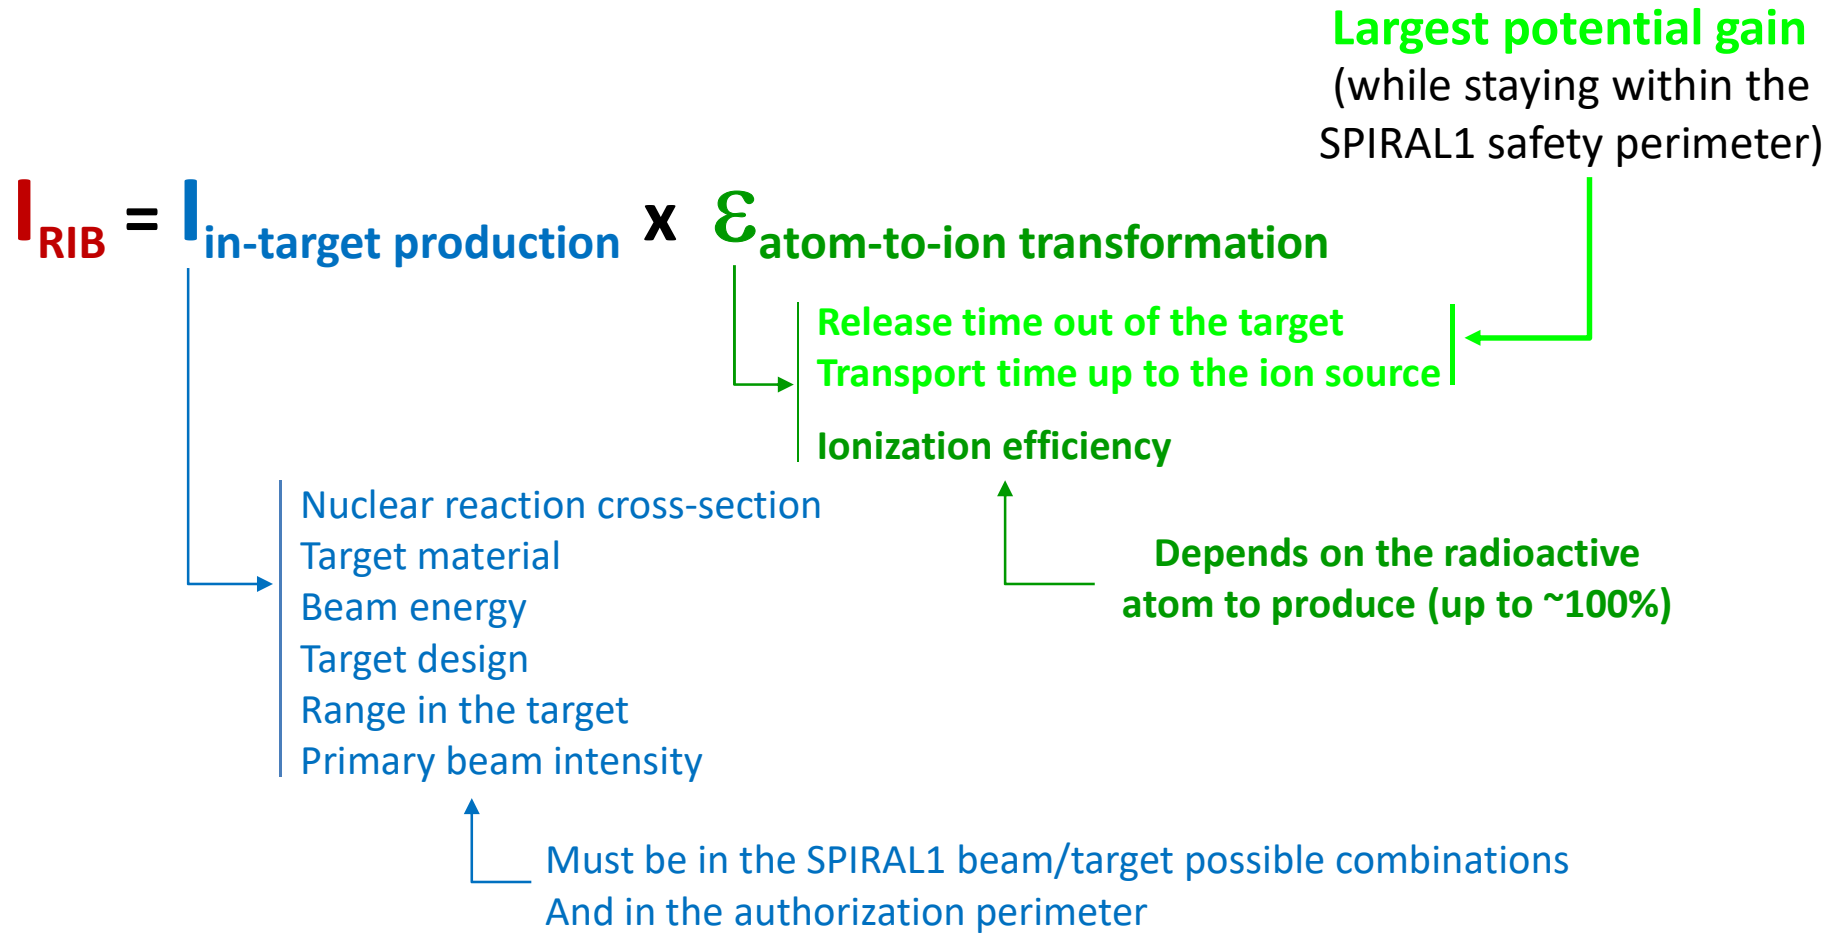 Largest potential gain
(while staying within the
SPIRAL1 safety perimeter)
I RIB = I in-target production x ε atom-to-ion transformation
Release time out of the target
Transport time up to the ion source
Ionization efficiency
Nuclear reaction cross-section
Target material
Beam energy
Target design
Range in the target
Primary beam intensity
Depends on the radioactive
atom to produce (up to ~100%)
Must be in the SPIRAL1 beam/target possible combinations
And in the authorization perimeter